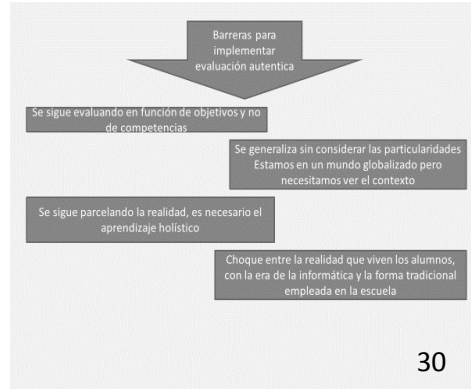 Barreras para
implementar
evaluación autentica
Se sigue evaluando en función de objetivos y no
de competencias
Se generaliza sin considerar las particularidades
Estamos en un mundo globalizado pero
necesitamos ver el contexto
Se sigue parcelando la realidad, es necesario el
aprendizaje holístico
Choque entre la realidad que viven los alumnos,
con la era de la informática y la forma tradicional
empleada en la escuela
30